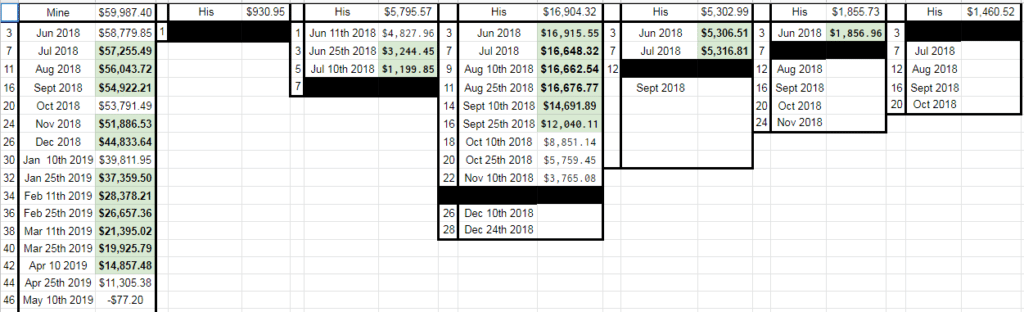 Mine $59,987.40 His $930.95 His $5,795.57 His $16,904.32 His $5,302.99 His $1,855.73 His $1,460.52
3 Jun 2018 $58,779.85 1 1 Jun 11th 2018 $4,827.96 3 Jun 2018 $16,915.55 3 Jun 2018 $5,306.51 3 Jun 2018 $1,856.96 3
7 Jul 2018 $57,255.49 3 Jun 25th 2018 $3,244.45 7 Jul 2018 $16,648.32 7 Jul 2018 $5,316.81 7 7 Jul 2018
11 Aug 2018 $56,043.72 5 Jul 10th 2018 $1,199.85 9 Aug 10th 2018 $16,662.54 12 12 Aug 2018 12 Aug 2018
16 Sept 2018 $54,922.21 7 11 Aug 25th 2018 $16,676.77 Sept 2018 16 Sept 2018 16 Sept 2018
20 Oct 2018 $53,791.49 14 Sept 10th 2018 $14,691.89 20 Oct 2018 20 Oct 2018
24 Nov 2018 $51,886.53 16 Sept 25th 2018 $12,040.11 24 Nov 2018
26 Dec 2018 $44,833.64 18 Oct 10th 2018 $8,851.14
30 Jan 10th 2019 $39,811.95 20 Oct 25th 2018 $5,759.45
32 Jan 25th 2019 $37,359.50 22 Nov 10th 2018 $3,765.08
34 Feb 11th 2019 $28,378.21
36 Feb 25th 2019 $26,657.36 26 Dec 10th 2018
38 Mar 11th 2019 $21,395.02 28 Dec 24th 2018
40 Mar 25th 2019 $19,925.79
42 Apr 10 2019 $14,857.48
44 Apr 25th 2019 $11,305.38
46 May 10th 2019 -$77.20